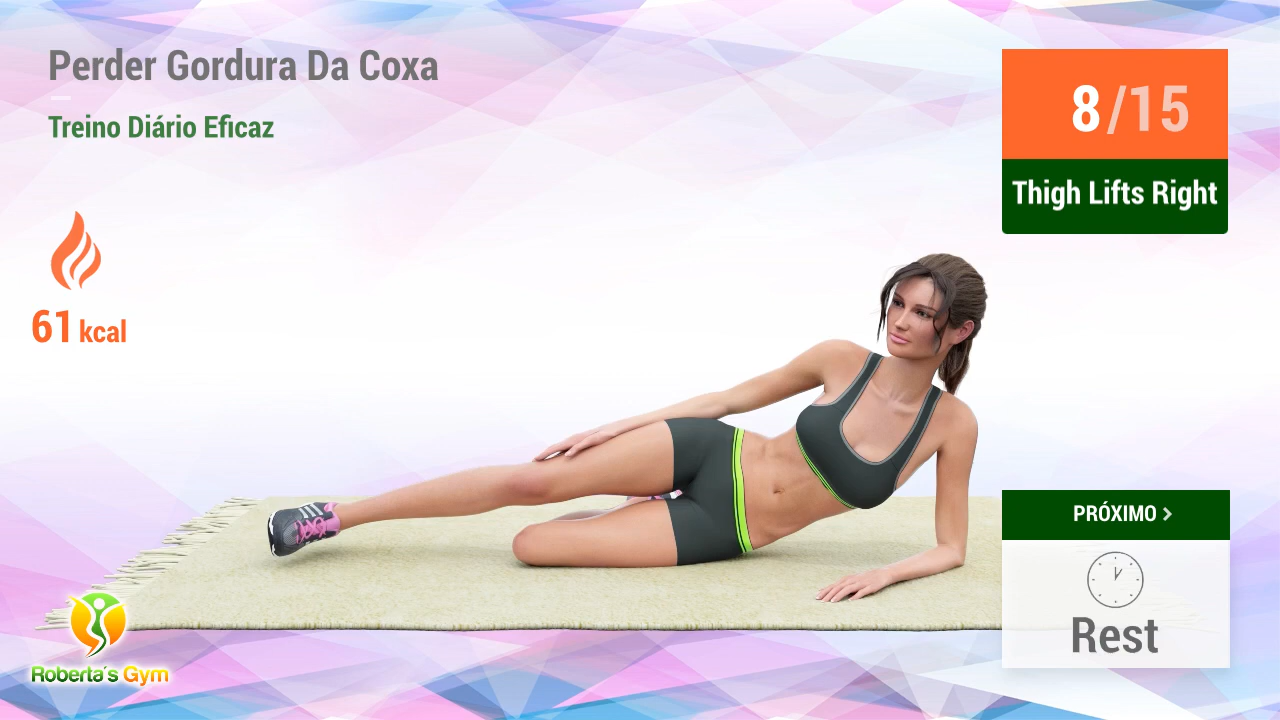 Perder Gordura Da Coxa
Treino Diário Eficaz
8/15
Thigh Lifts Right
61 kcal
PRÓXIMO >
Rest
Roberta´s Gym